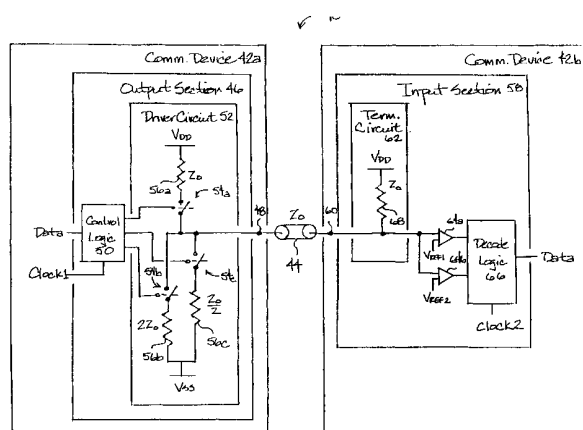 Comm. Device 42a
Output Section 46
Driver Circuit 52
VDD
Z0
56a
54a
Control
Logic
50
Data
Clock1
54b
54c
2Z0
56b
Z0
2
56c
VSS
48
Z0
44
60
Comm. Device 42b
Input Section 58
Term.
Circuit
62
VDD
Z0
68
64a
VREF1
64b
VREF2
Decode
Logic
66
Data
Clock2